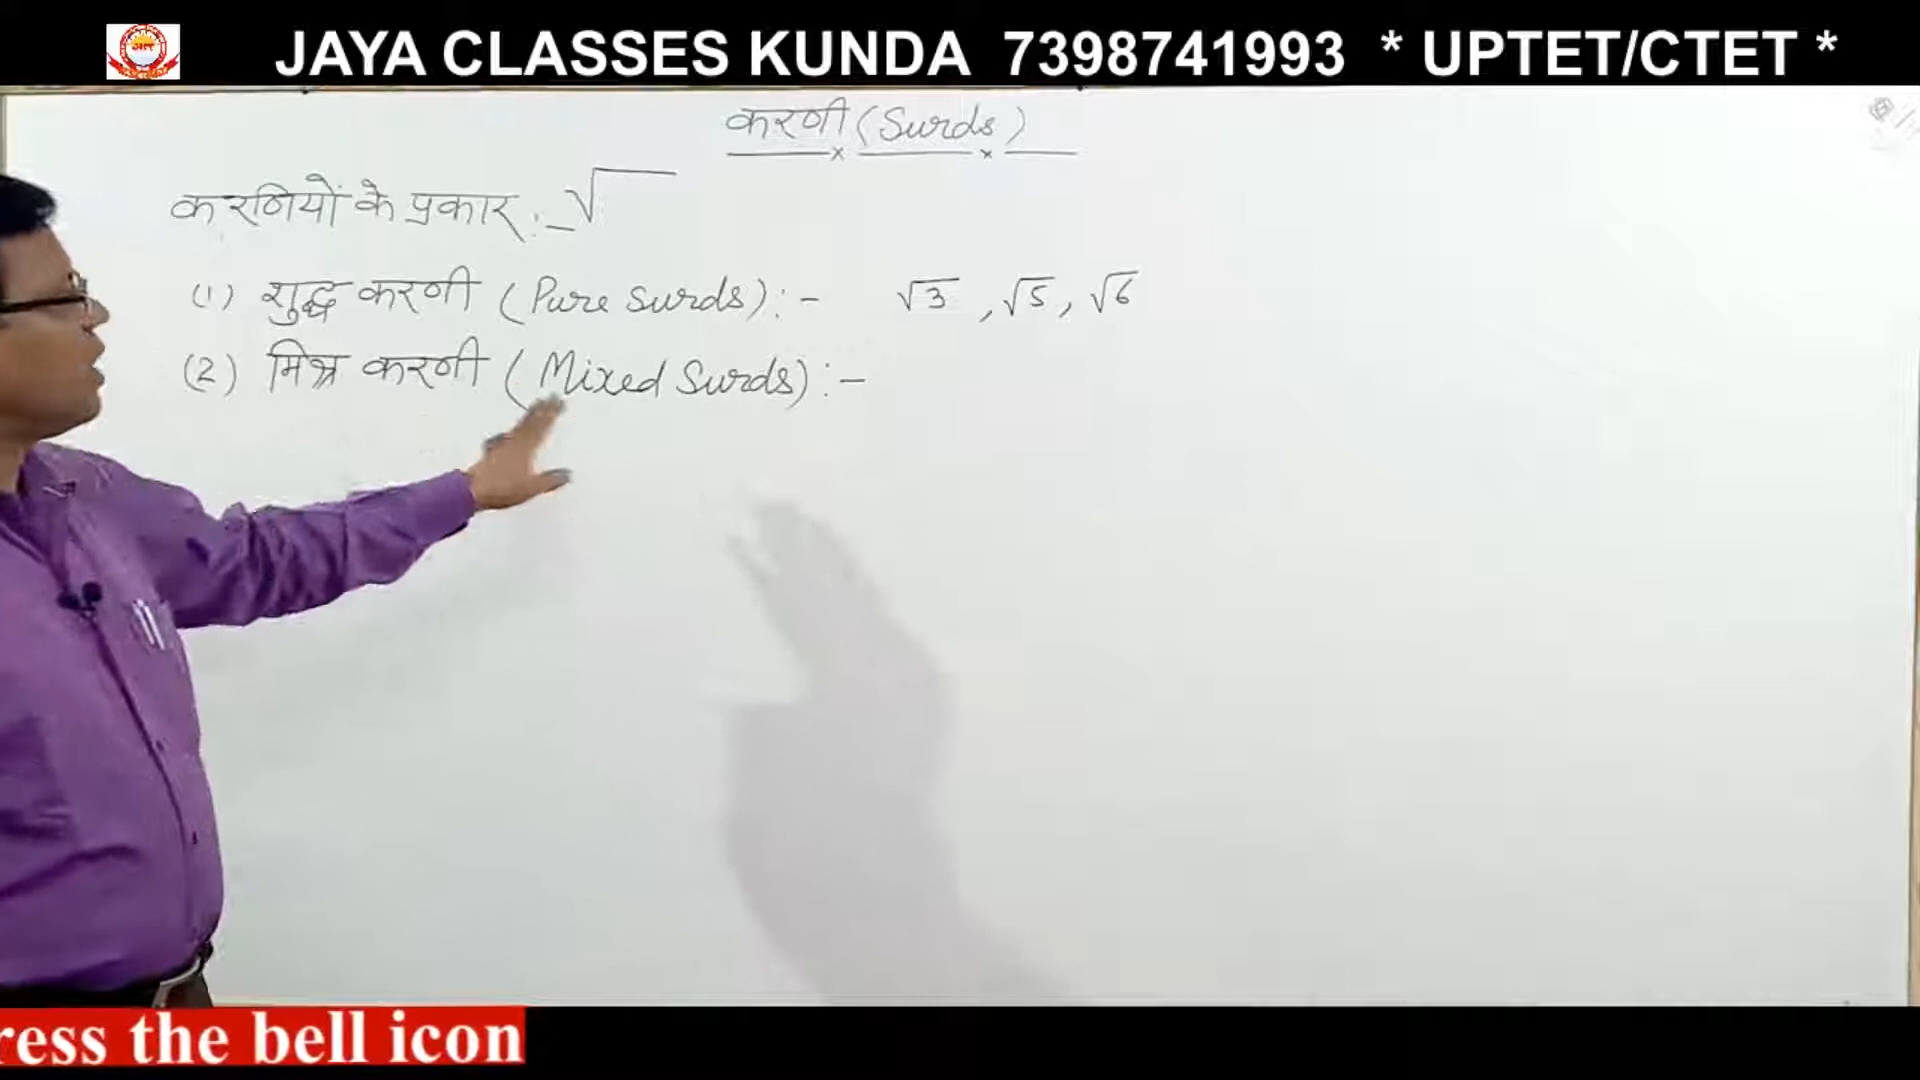 JAYA CLASSES KUNDA 7398741993 * UPTET/CTET *
करणी (Surds)
करणियों के प्रकार :- √
(1) शुद्ध करणी (Pure Surds) :- √3, √5, √6
(2) मिश्र करणी (Mixed Surds) :-
ress the bell icon